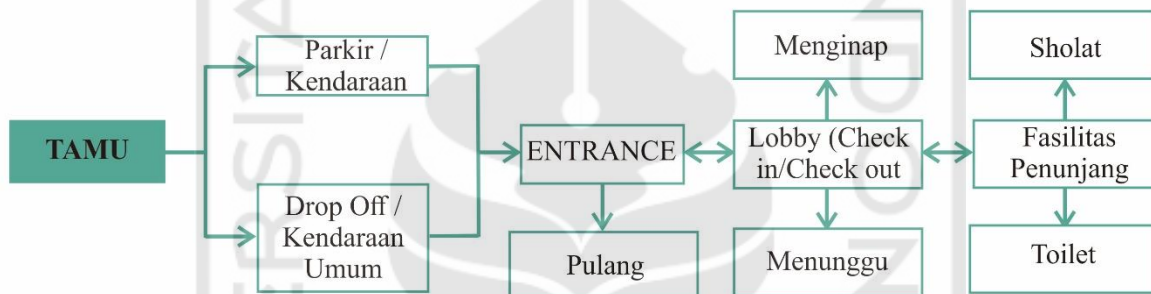 TAMU
Parkir /
Kendaraan
Drop Off /
Kendaraan
Umum
ENTRANCE
Pulang
Menginap
Lobby (Check
in/Check out
Menunggu
Sholat
Fasilitas
Penunjang
Toilet